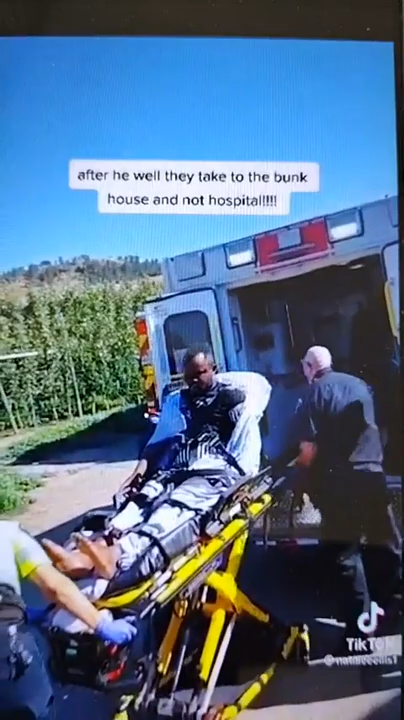 after he well they take to the bunk
house and not hospital!!!!
TikTok